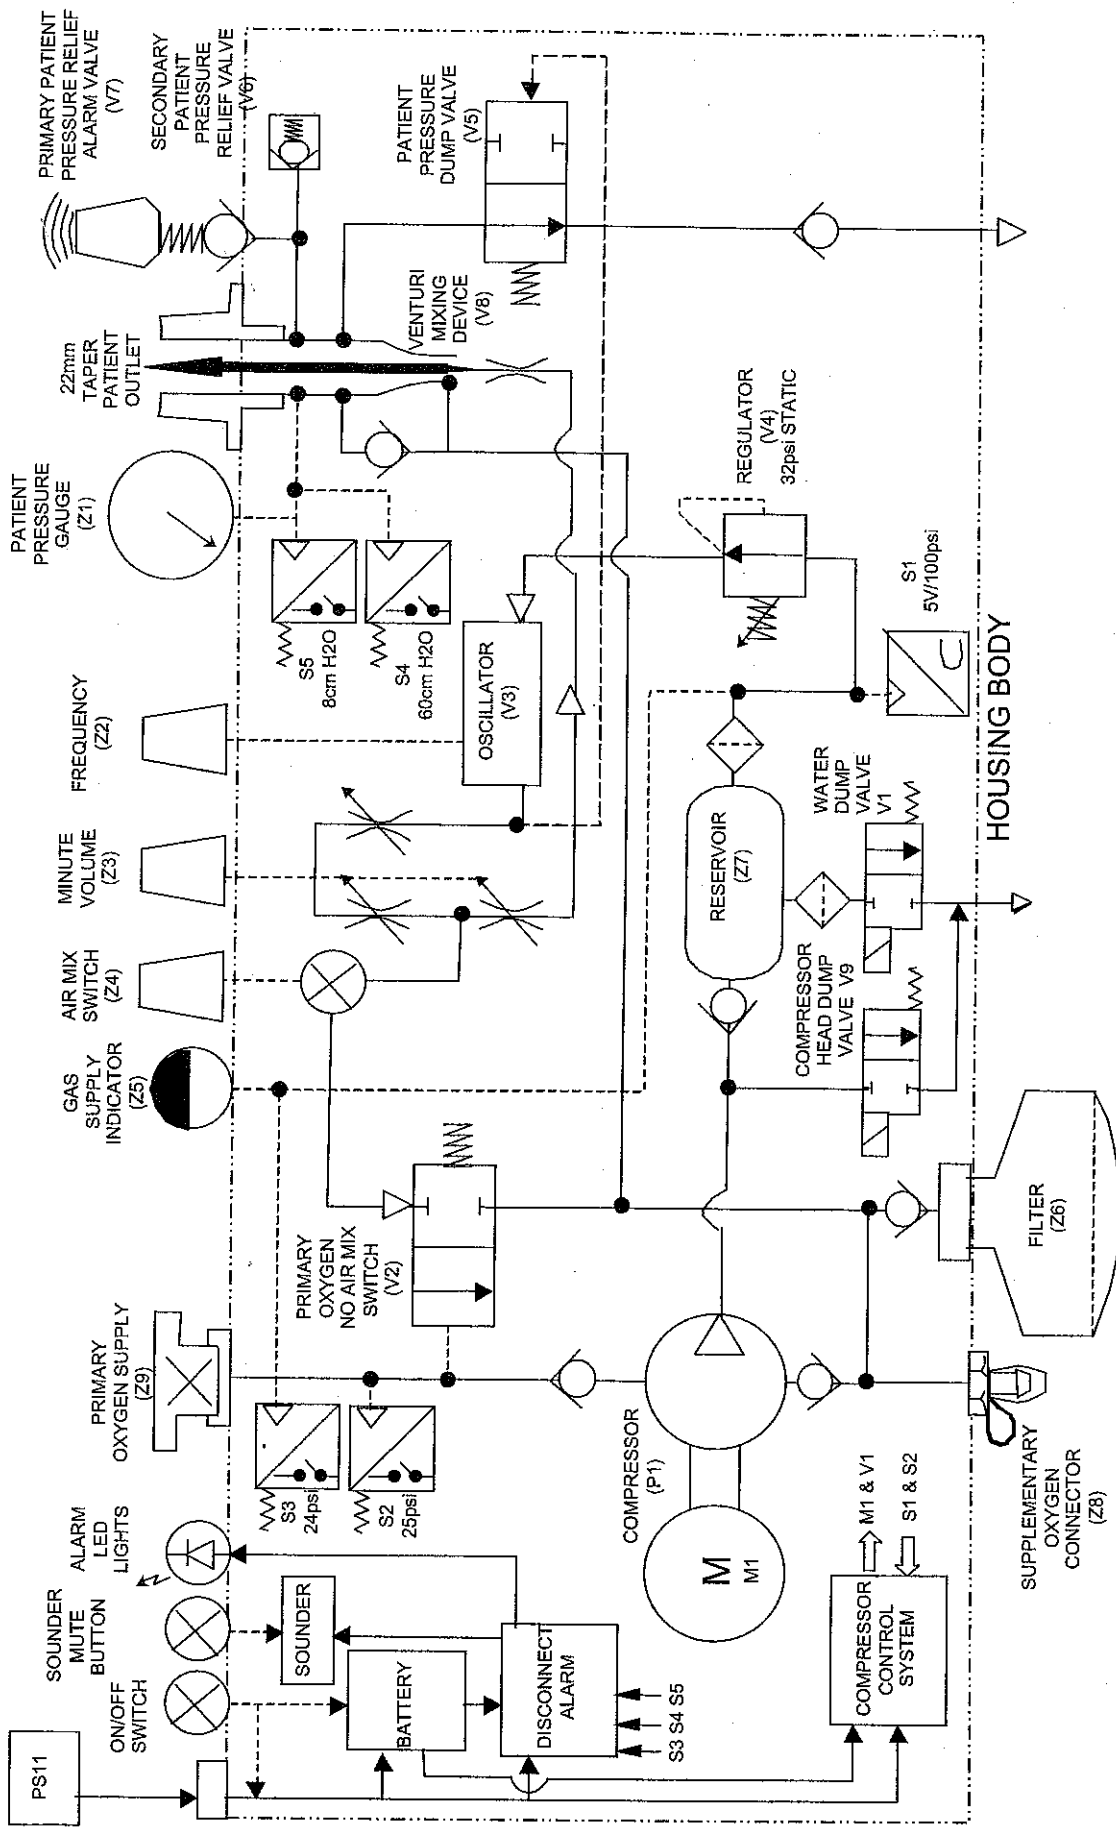 PS11
ON/OFF
SWITCH
SOUNDER
MUTE
BUTTON
ALARM
LED
LIGHTS
PRIMARY
OXYGEN SUPPLY
(Z9)
GAS
SUPPLY
INDICATOR
(Z5)
AIR MIX
SWITCH
(Z4)
MINUTE
VOLUME
(Z3)
FREQUENCY
(Z2)
PATIENT
PRESSURE
GAUGE
(Z1)
22mm
TAPER
PATIENT
OUTLET
PRIMARY PATIENT
PRESSURE RELIEF
ALARM VALVE
(V7)
SECONDARY
PATIENT
PRESSURE
RELIEF VALVE
(V6)
SOUNDER
BATTERY
DISCONNECT
ALARM
S3 S4 S5
S3
24psi
S2
25psi
PRIMARY
OXYGEN
NO AIR MIX
SWITCH
(V2)
OSCILLATOR
(V3)
S5
8cm H2O
S4
60cm H2O
VENTURI
MIXING
DEVICE
(V8)
PATIENT
PRESSURE
DUMP VALVE
(V5)
REGULATOR
(V4)
32psi STATIC
S1
5V/100psi
M
M1
COMPRESSOR
(P1)
RESERVOIR
(Z7)
COMPRESSOR
HEAD DUMP
VALVE V9
WATER
DUMP
VALVE
V1
COMPRESSOR
CONTROL
SYSTEM
M1 & V1
S1 & S2
HOUSING BODY
SUPPLEMENTARY
OXYGEN
CONNECTOR
(Z8)
FILTER
(Z6)